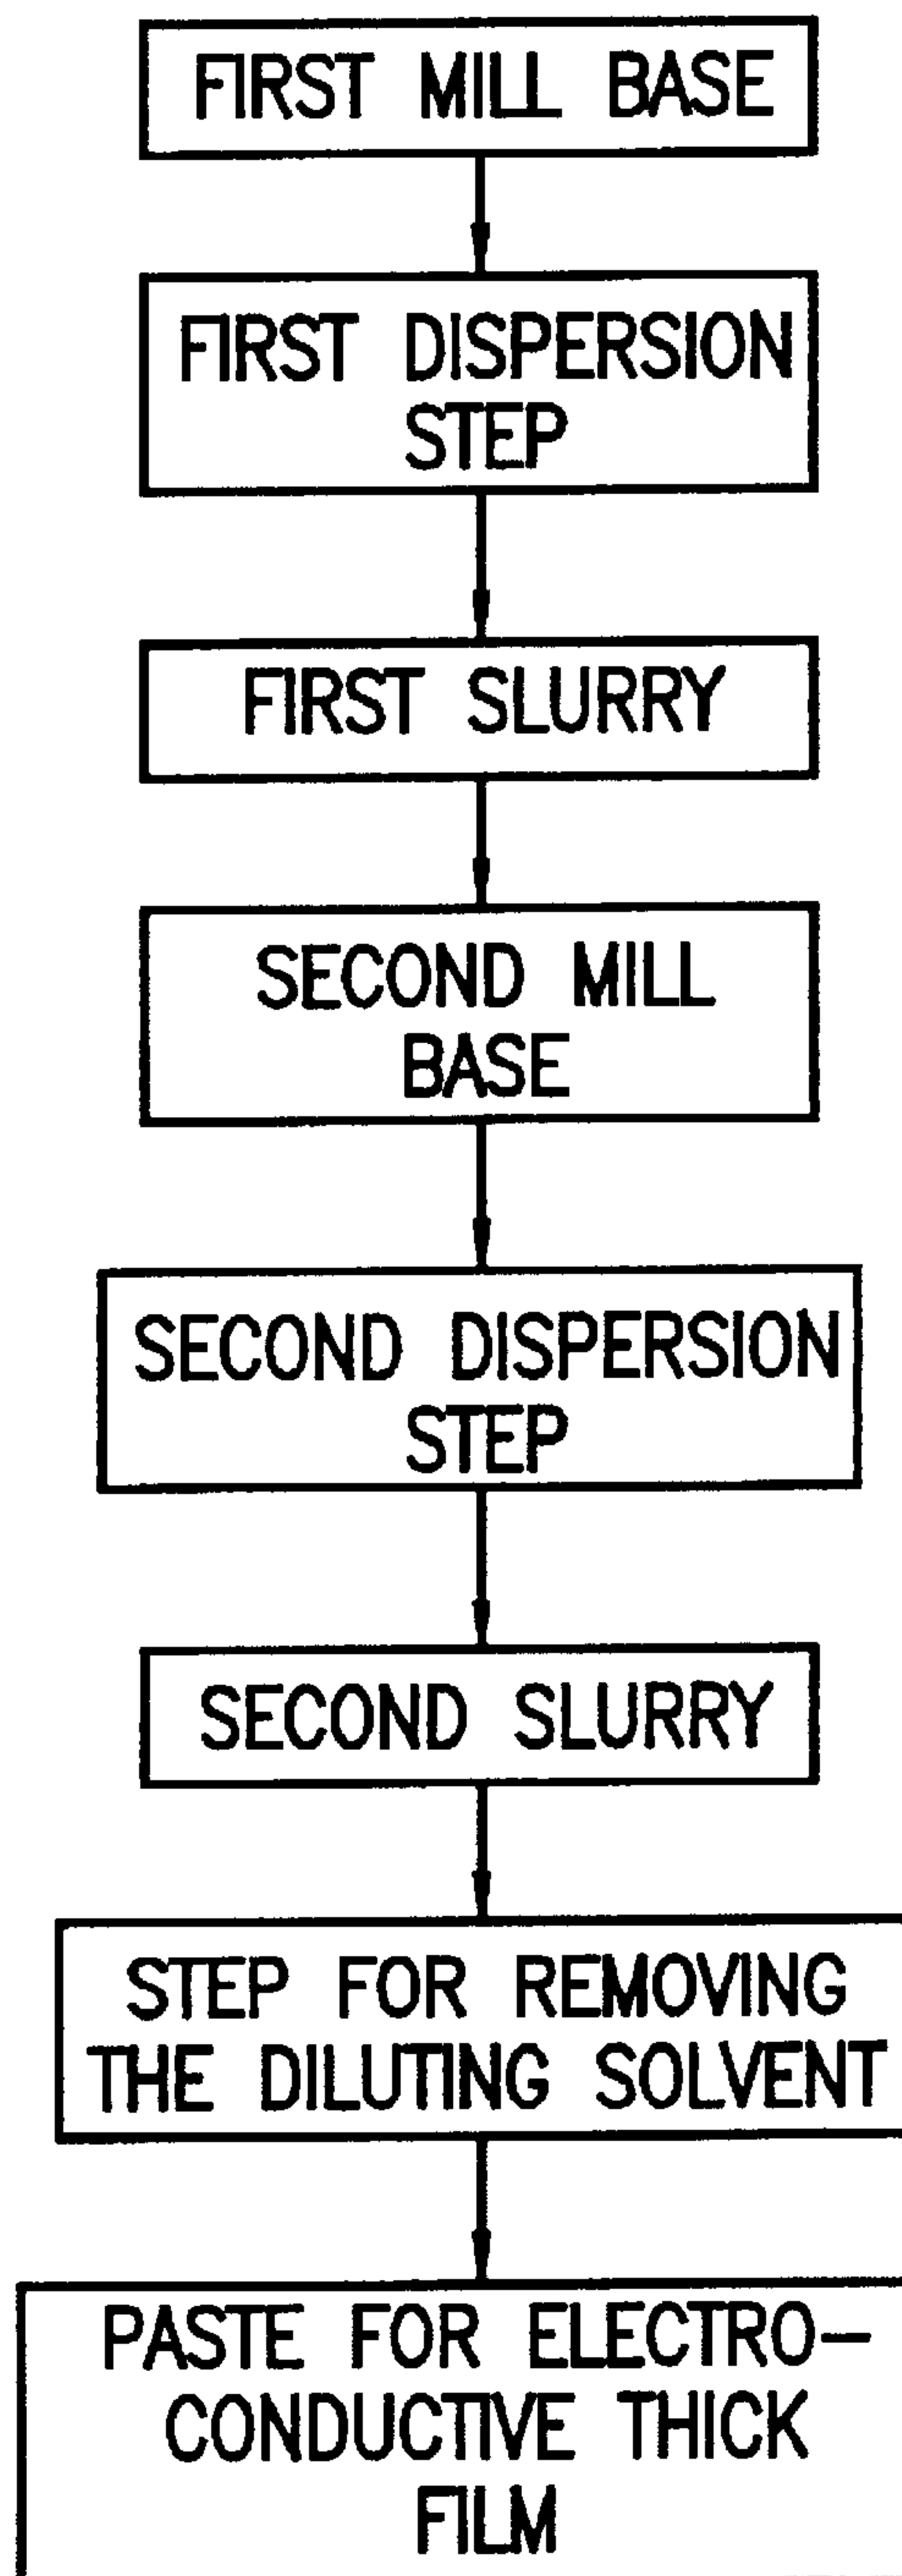 FIRST MILL BASE
FIRST DISPERSION
STEP
FIRST SLURRY
SECOND MILL
BASE
SECOND DISPERSION
STEP
SECOND SLURRY
STEP FOR REMOVING
THE DILUTING SOLVENT
PASTE FOR ELECTRO-
CONDUCTIVE THICK
FILM